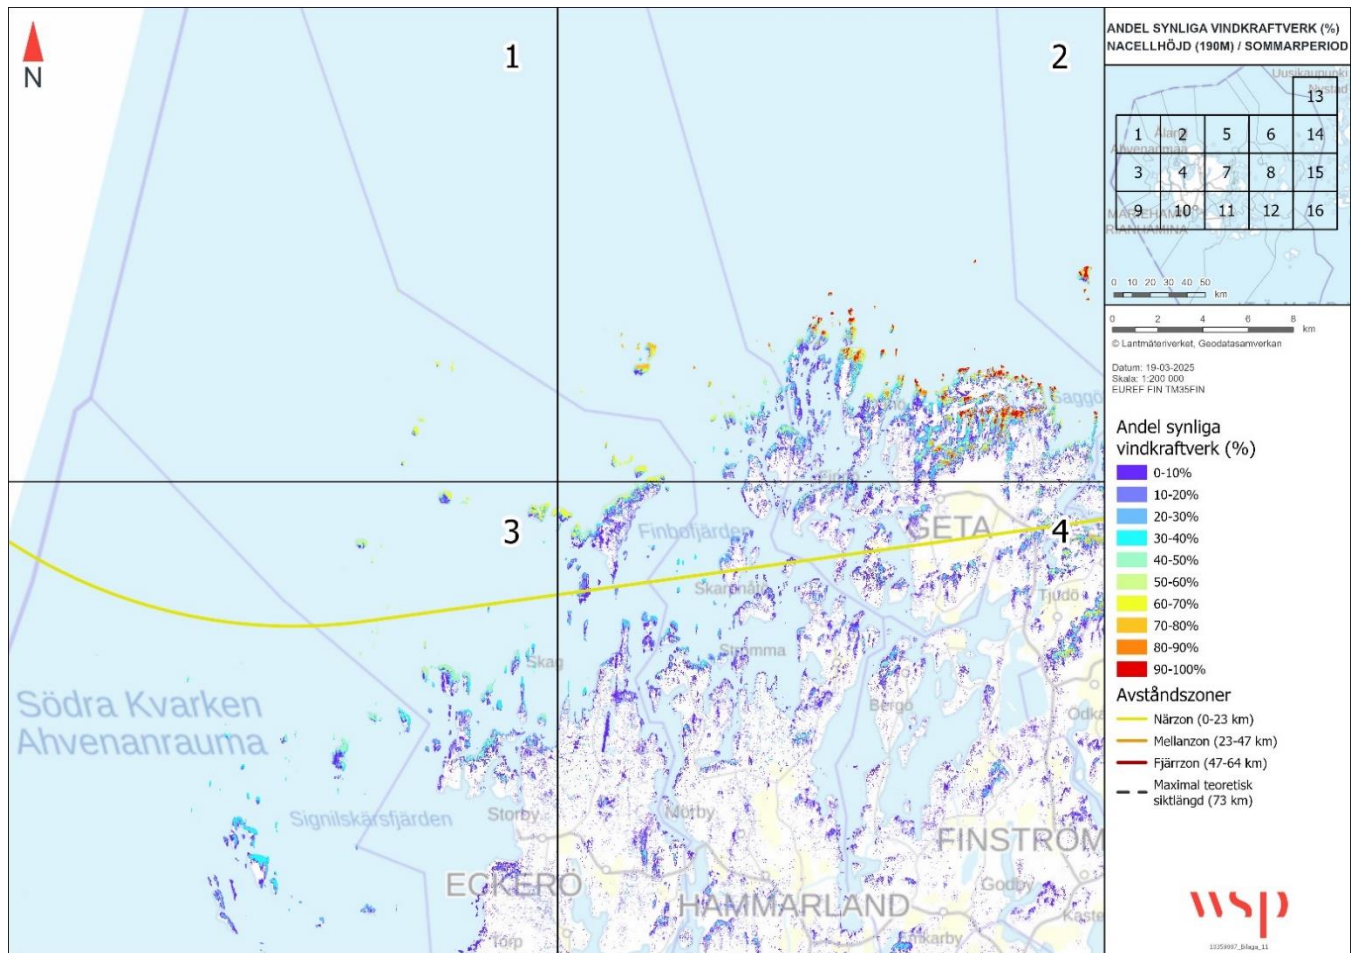 N
1
2
3
4
SETA
Finbofjärden
Saggö
Tjudö
Skag
Strömma
Bergö
Södra Kvarken
Ahvenanrauma
Signilskärsfjärden
Storby
Mörby
FINSTRÖM
ECKERÖ
HAMMARLAND
Godby
Torp
ANDEL SYNLIGA VINDKRAFTVERK (%)
NACELLHÖJD (190M) / SOMMARPERIOD
Uusikaupunki
Nystad
13
1 2 5 6 14
Åland
Ahvenanmaa
3 4 7 8 15
9 10 11 12 16
0 10 20 30 40 50
km
0 2 4 6 8
km
© Lantmäteriverket, Geodatasamverkan
Datum: 19-03-2025
Skala: 1:200 000
EUREF FIN TM35FIN
Andel synliga
vindkraftverk (%)
0-10%
10-20%
20-30%
30-40%
40-50%
50-60%
60-70%
70-80%
80-90%
90-100%
Avståndszoner
Närzon (0-23 km)
Mellanzon (23-47 km)
Fjärrzon (47-64 km)
Maximal teoretisk
siktlängd (73 km)
wsp